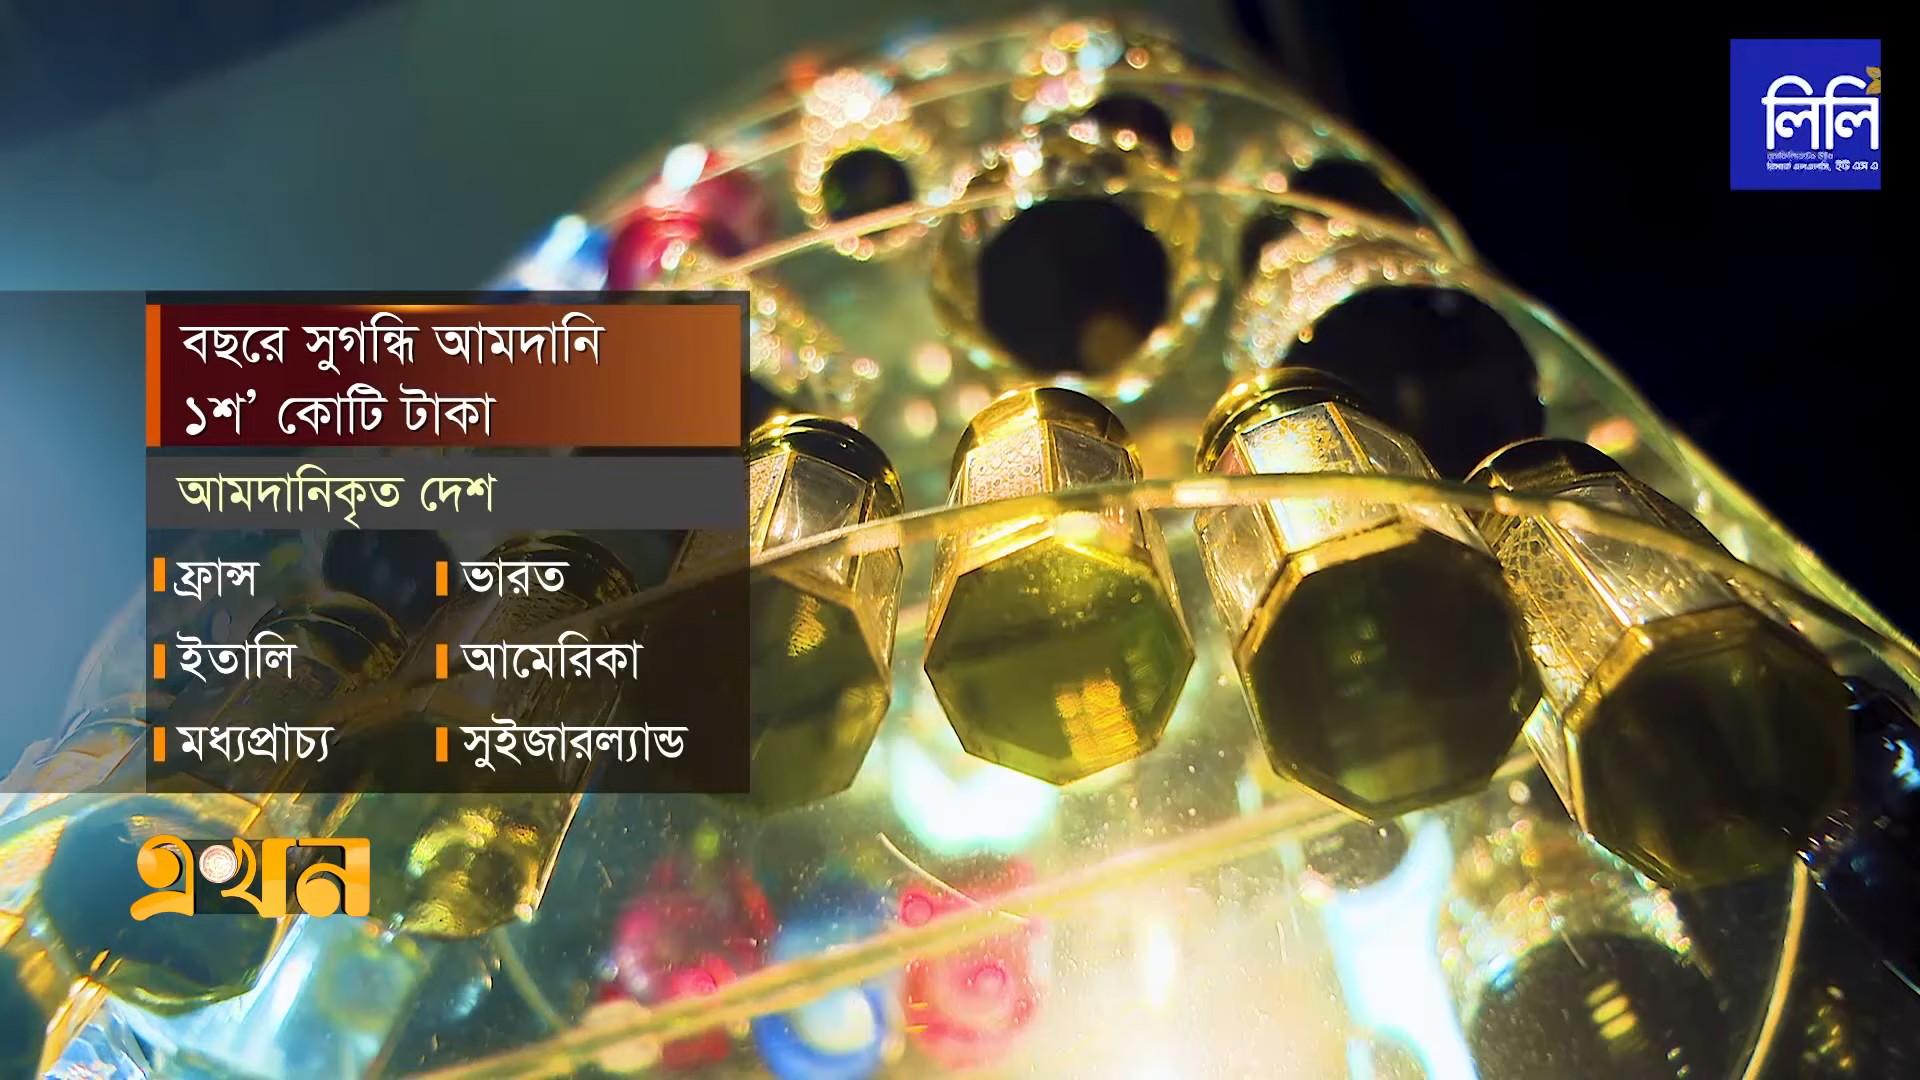 লিলি
বছরে সুগন্ধি আমদানি
১শ’ কোটি টাকা
আমদানিকৃত দেশ
ফ্রান্স
ভারত
ইতালি
আমেরিকা
মধ্যপ্রাচ্য
সুইজারল্যান্ড
এখন